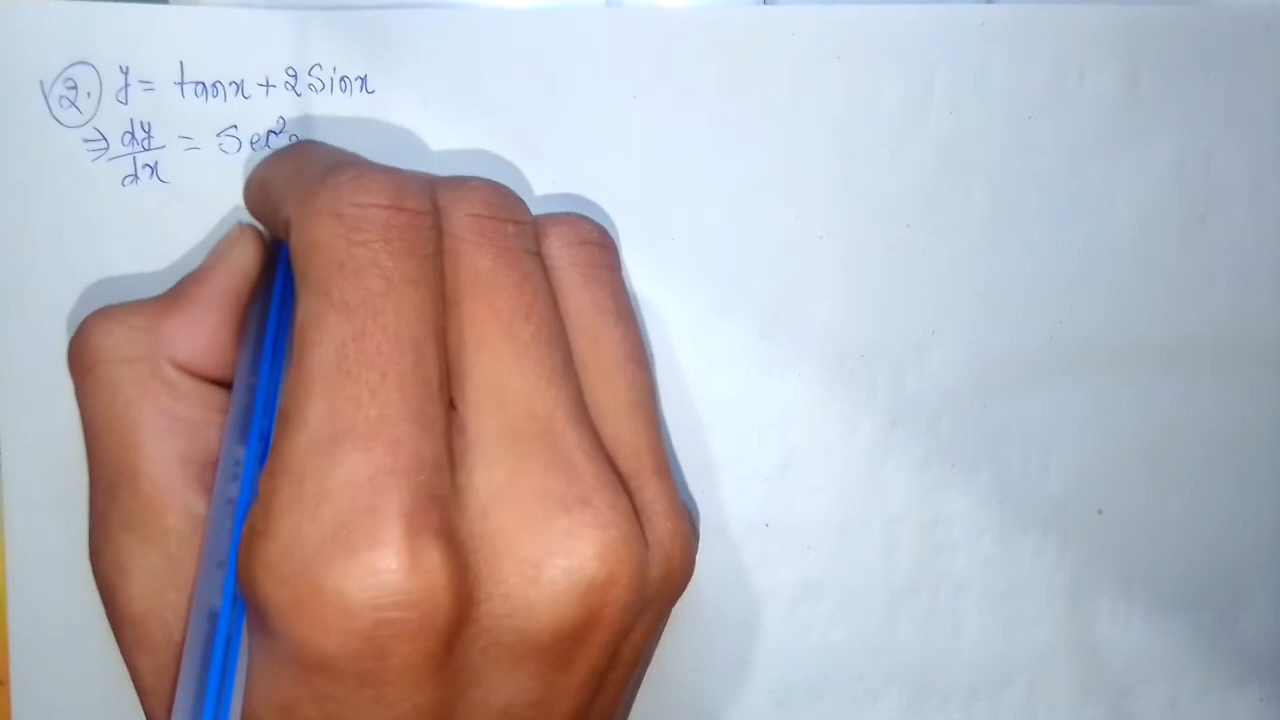 2. y = tanx + 2 Sinx
⇒ dy/dx = Sec²